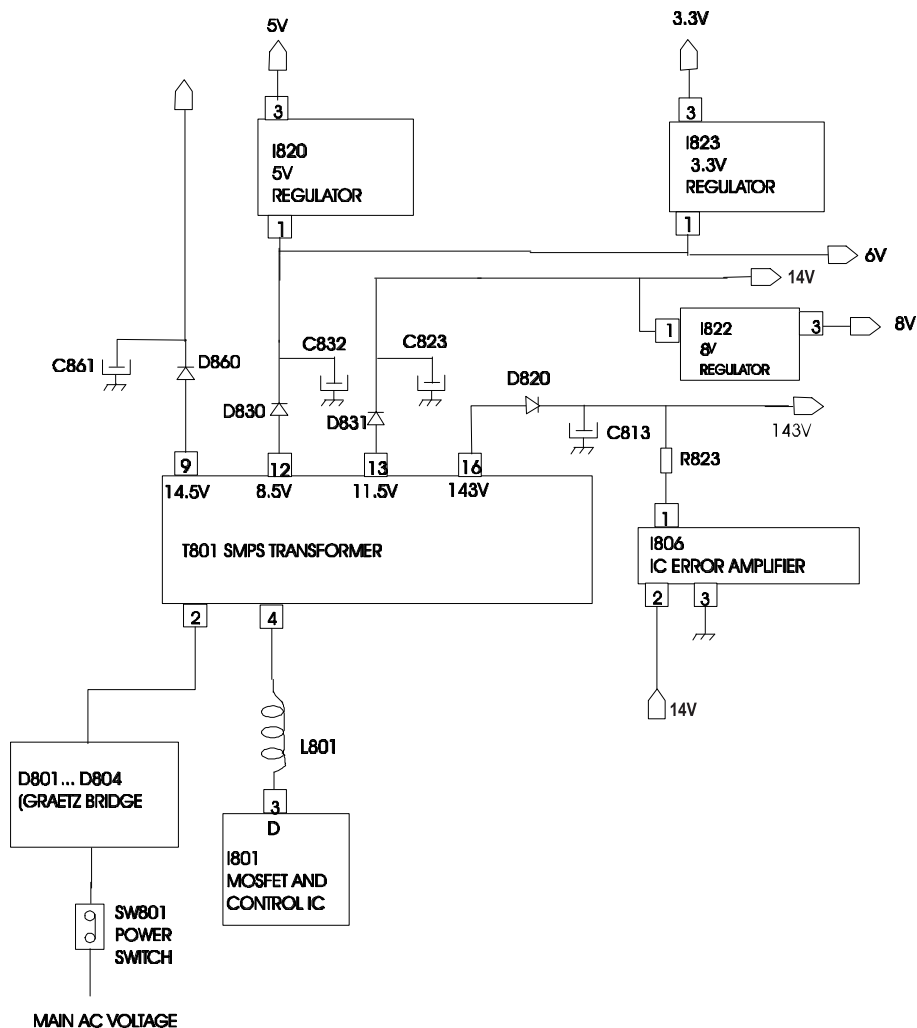 5V
3.3V
3
I820
5V
REGULATOR
1
3
I823
3.3V
REGULATOR
1
6V
14V
1
I822
8V
REGULATOR
3
8V
C861
D860
C832
C823
D830
D831
D820
C813
143V
R823
9
12
13
16
14.5V
8.5V
11.5V
143V
T801 SMPS TRANSFORMER
2
4
1
I806
IC ERROR AMPLIFIER
2
3
14V
L801
D801... D804
(GRAETZ BRIDGE
3
D
I801
MOSFET AND
CONTROL IC
SW801
POWER
SWITCH
MAIN AC VOLTAGE